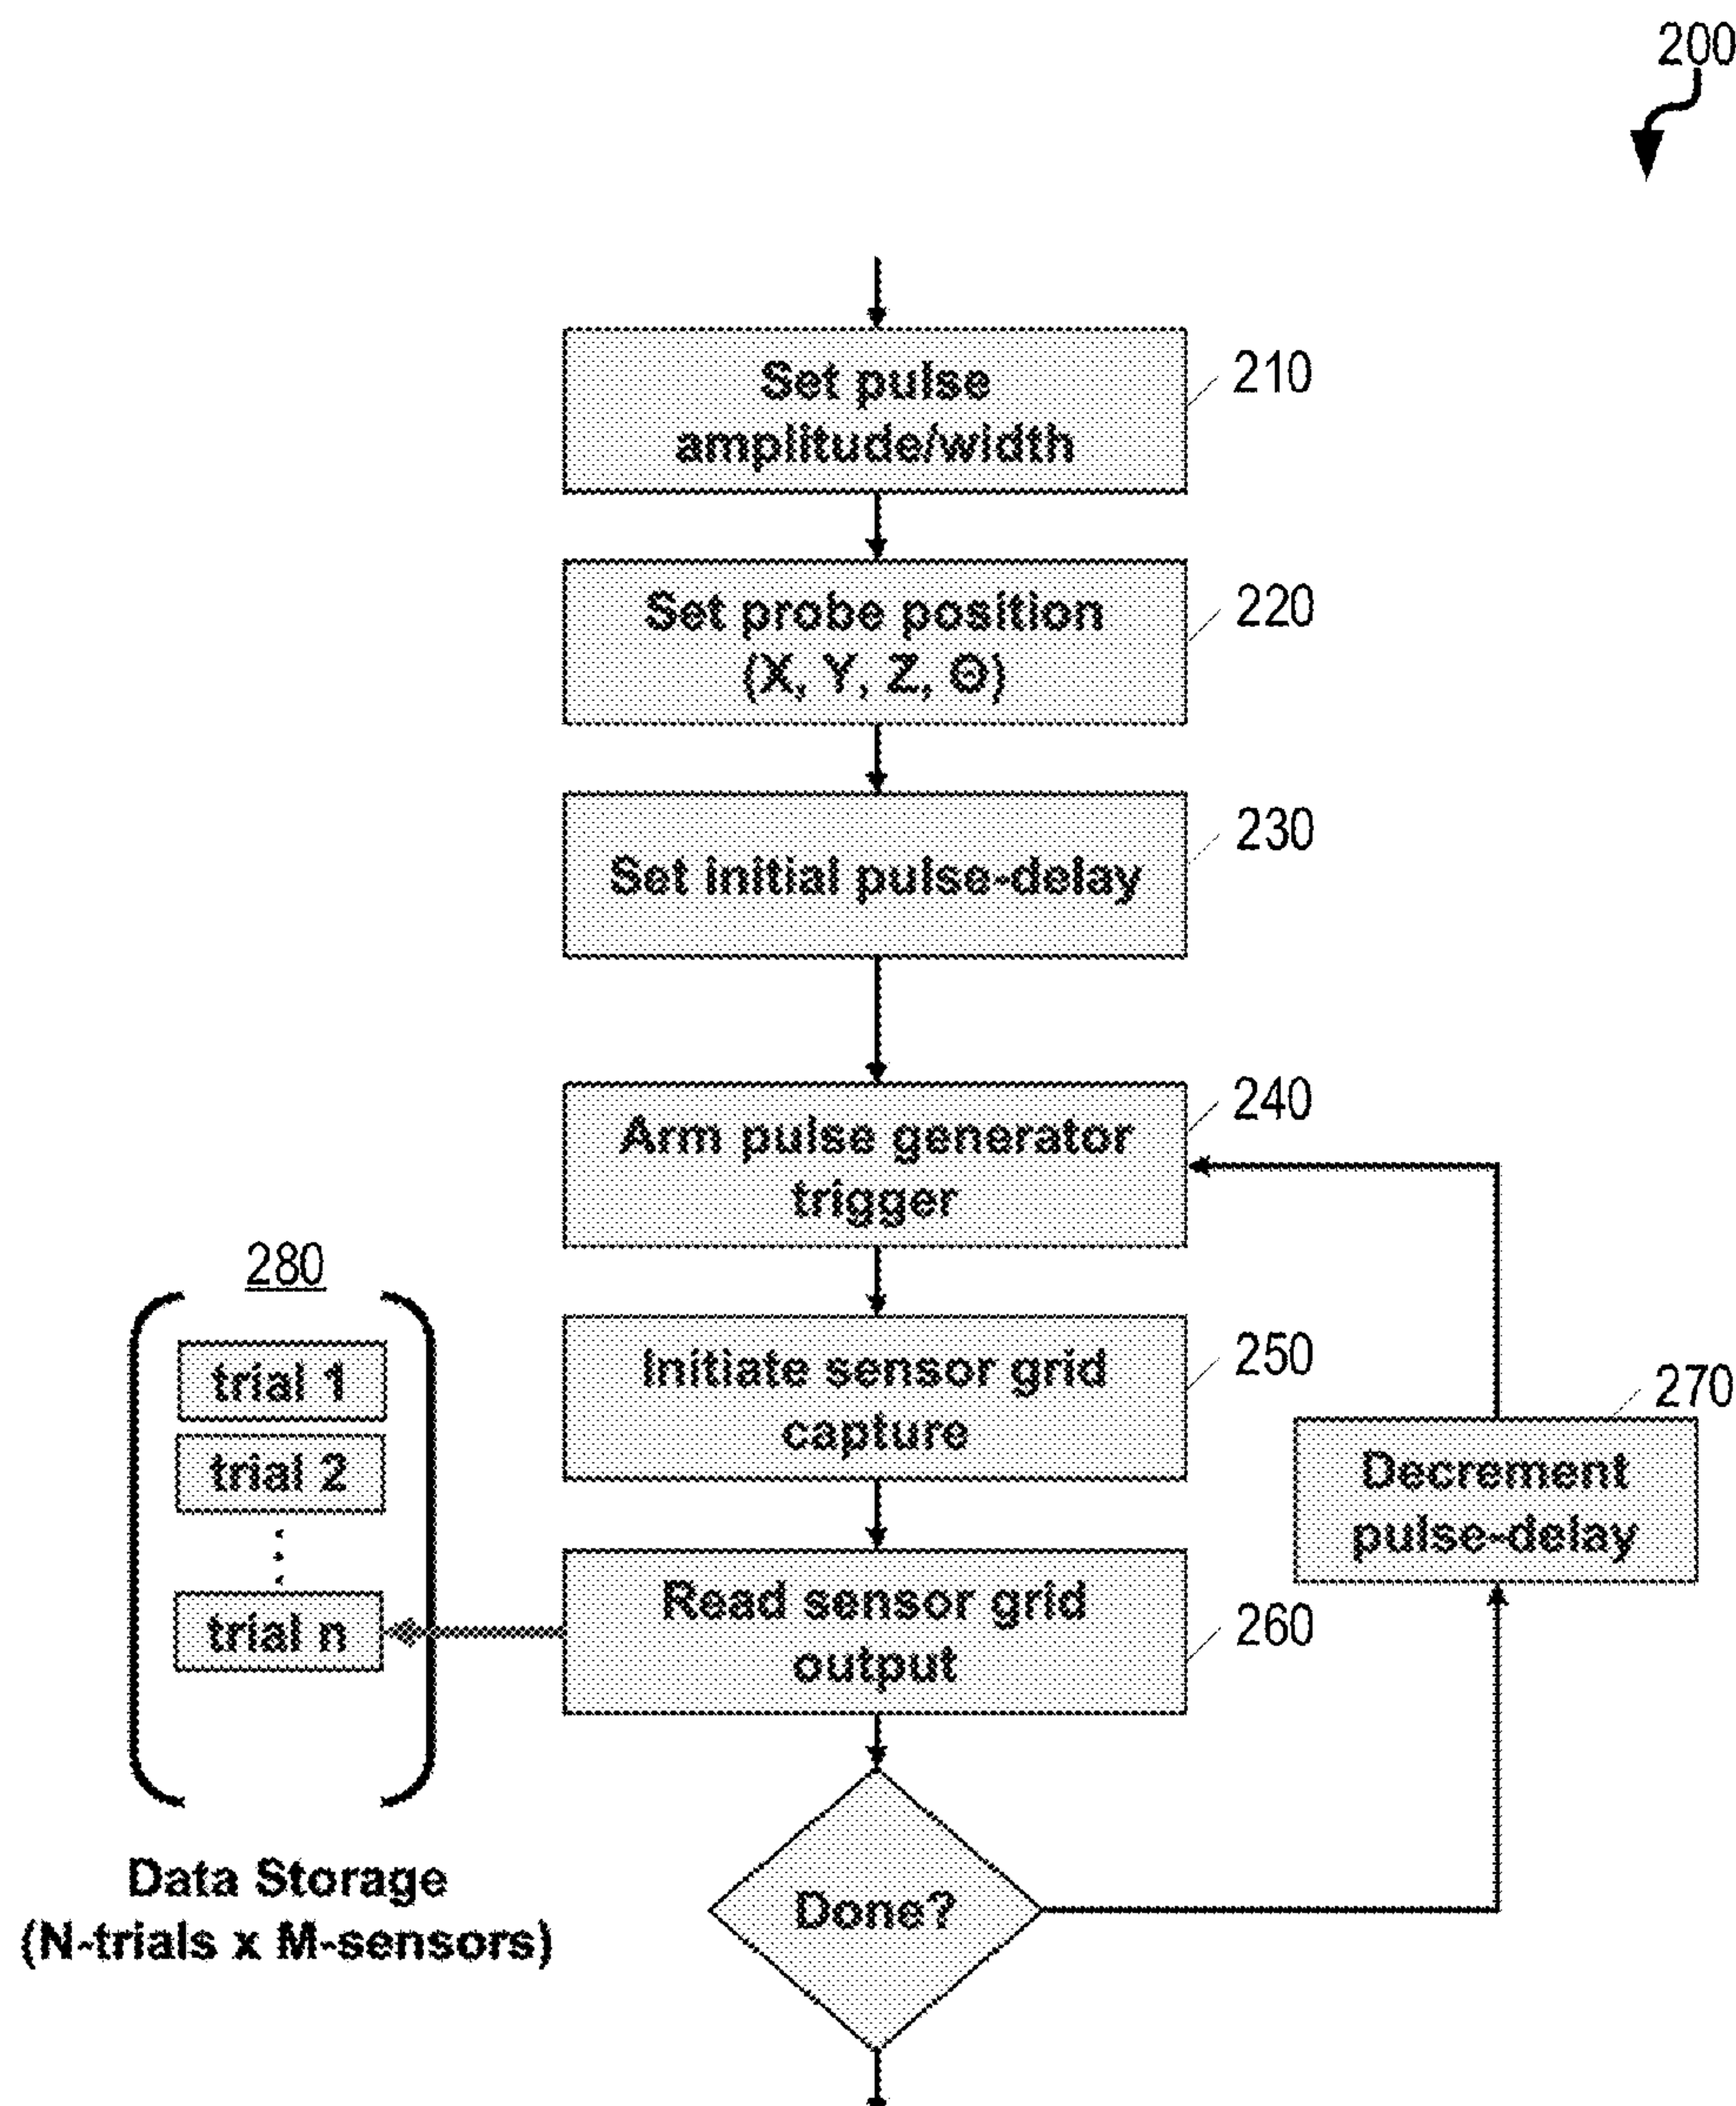 200
Set pulse
amplitude/width
210
Set probe position
(X, Y, Z, Θ)
220
Set initial pulse-delay
230
Arm pulse generator
trigger
240
Initiate sensor grid
capture
250
Read sensor grid
output
260
Decrement
pulse-delay
270
280
trial 1
trial 2
trial n
Data Storage
(N-trials x M-sensors)
Done?